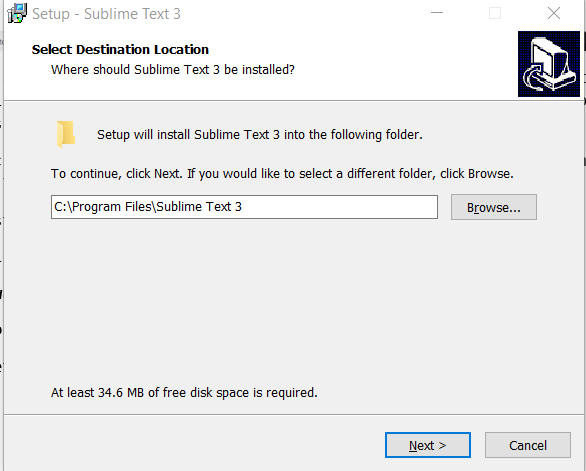 Setup - Sublime Text 3
Select Destination Location
Where should Sublime Text 3 be installed?
Setup will install Sublime Text 3 into the following folder.
To continue, click Next. If you would like to select a different folder, click Browse.
C:\Program Files\Sublime Text 3
Browse...
At least 34.6 MB of free disk space is required.
Next >
Cancel